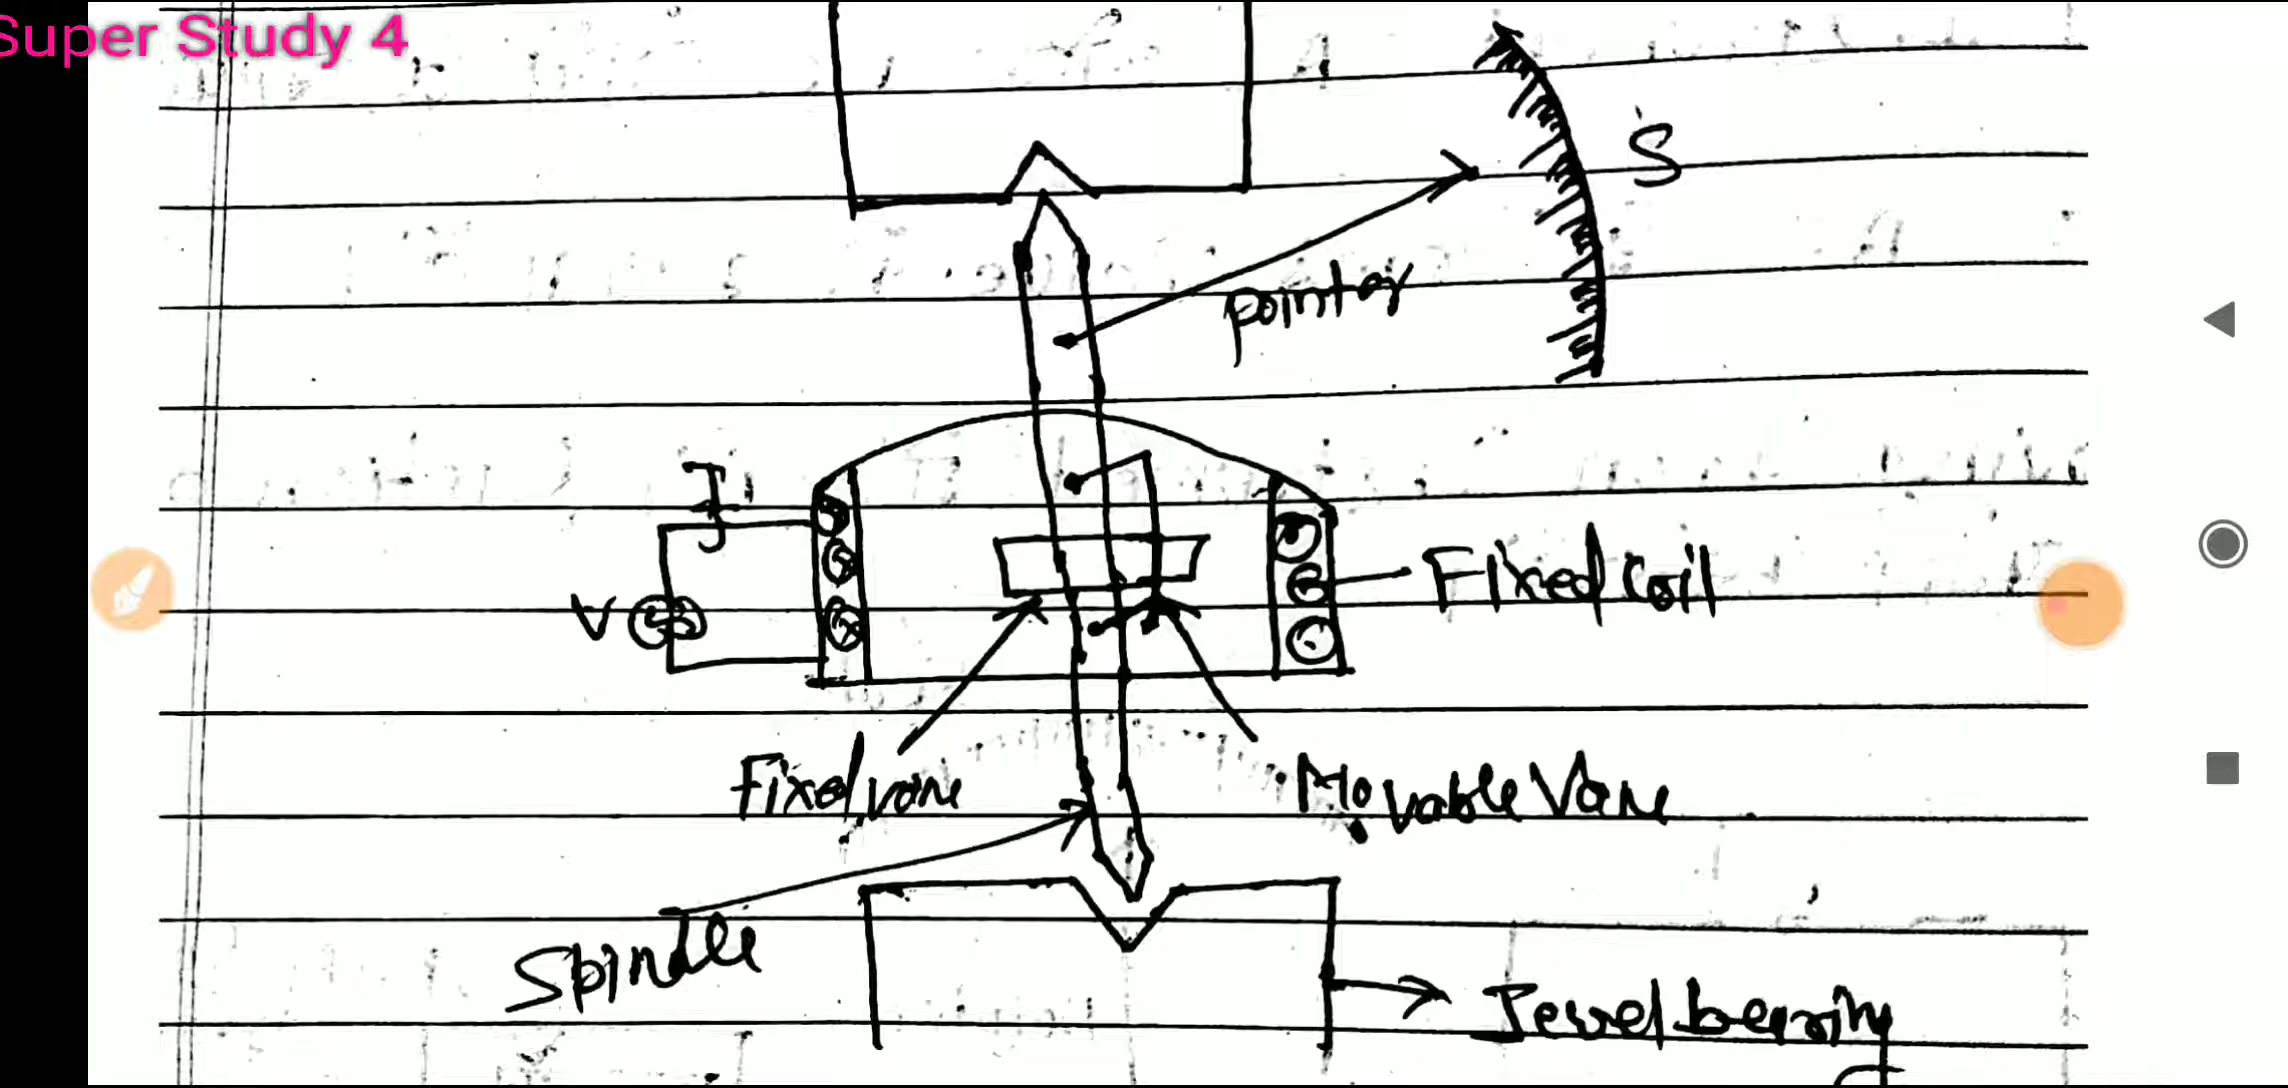 Super Study 4
S
pointer
I
V
Fixed coil
Fixed vane
Movable Vane
Spindle
Jewel bearing